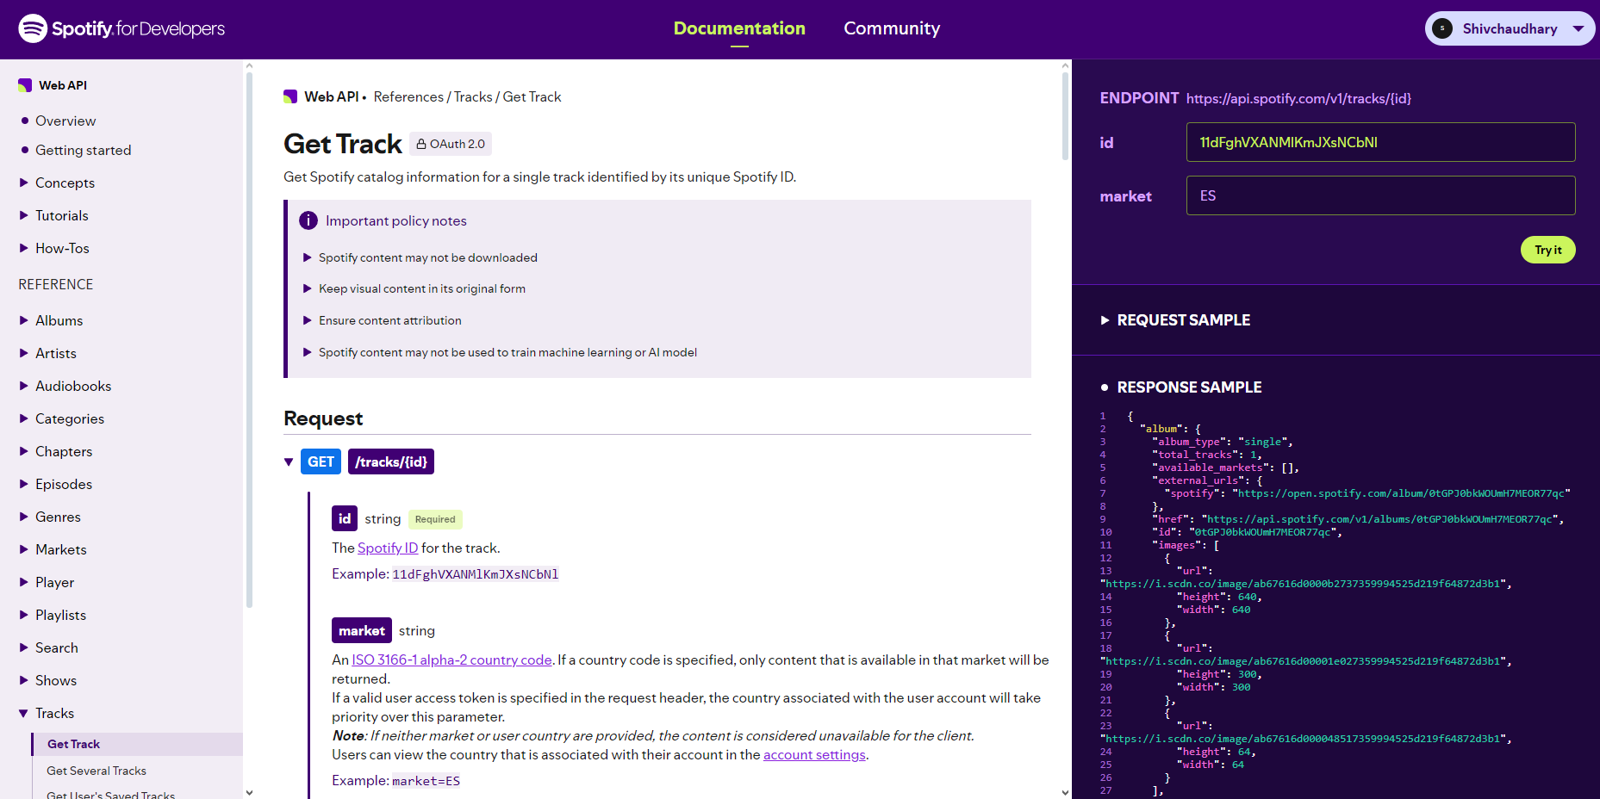 Spotify for Developers
Documentation
Community
S
Shivchaudhary
Web API
Overview
Getting started
Concepts
Tutorials
How-Tos
REFERENCE
Albums
Artists
Audiobooks
Categories
Chapters
Episodes
Genres
Markets
Player
Playlists
Search
Shows
Tracks
Get Track
Get Several Tracks
Get User's Saved Tracks
Web API • References / Tracks / Get Track
Get Track
OAuth 2.0
Get Spotify catalog information for a single track identified by its unique Spotify ID.
Important policy notes
Spotify content may not be downloaded
Keep visual content in its original form
Ensure content attribution
Spotify content may not be used to train machine learning or AI model
Request
GET /tracks/{id}
id string Required
The Spotify ID for the track.
Example: 11dFghVXANMlKmJXsNCbNl
market string
An ISO 3166-1 alpha-2 country code. If a country code is specified, only content that is available in that market will be
returned.
If a valid user access token is specified in the request header, the country associated with the user account will take
priority over this parameter.
Note: If neither market or user country are provided, the content is considered unavailable for the client.
Users can view the country that is associated with their account in the account settings.
Example: market=ES
ENDPOINT https://api.spotify.com/v1/tracks/{id}
id 11dFghVXANMlKmJXsNCbNl
market ES
Try it
REQUEST SAMPLE
RESPONSE SAMPLE
1 {
2 "album": {
3 "album_type": "single",
4 "total_tracks": 1,
5 "available_markets": [],
6 "external_urls": {
7 "spotify": "https://open.spotify.com/album/0tGPJ0bkWOUmH7MEOR77qc"
8 },
9 "href": "https://api.spotify.com/v1/albums/0tGPJ0bkWOUmH7MEOR77qc",
10 "id": "0tGPJ0bkWOUmH7MEOR77qc",
11 "images": [
12 {
13 "url":
"https://i.scdn.co/image/ab67616d0000b2737359994525d219f64872d3b1",
14 "height": 640,
15 "width": 640
16 },
17 {
18 "url":
"https://i.scdn.co/image/ab67616d00001e027359994525d219f64872d3b1",
19 "height": 300,
20 "width": 300
21 },
22 {
23 "url":
"https://i.scdn.co/image/ab67616d000048517359994525d219f64872d3b1",
24 "height": 64,
25 "width": 64
26 }
27 ],